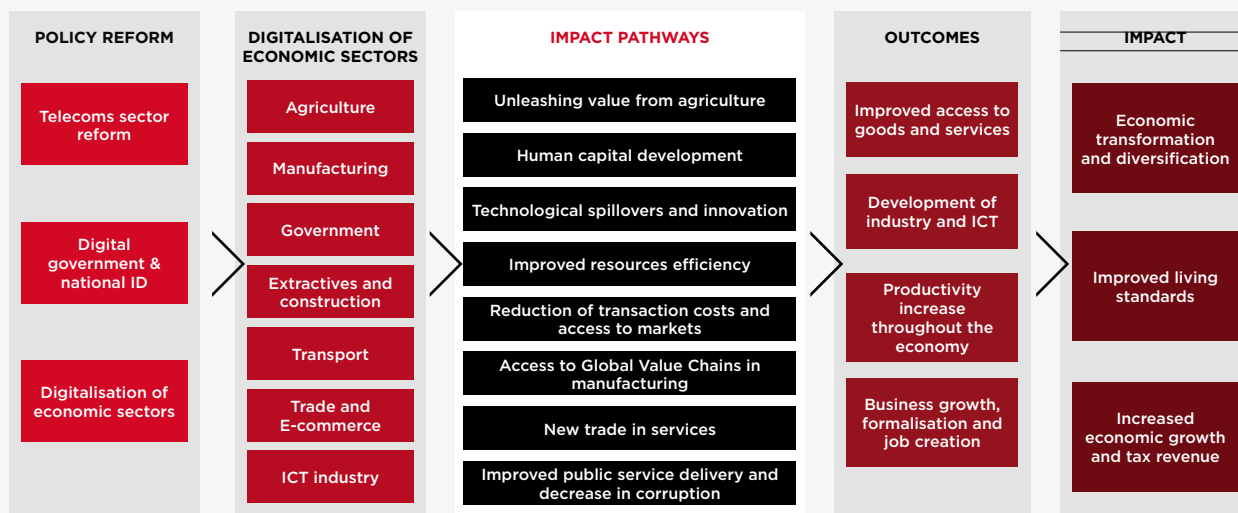 POLICY REFORM
Telecoms sector
reform
Digital
government &
national ID
Digitalisation of
economic sectors
DIGITALISATION OF
ECONOMIC SECTORS
Agriculture
Manufacturing
Government
Extractives and
construction
Transport
Trade and
E-commerce
ICT industry
IMPACT PATHWAYS
Unleashing value from agriculture
Human capital development
Technological spillovers and innovation
Improved resources efficiency
Reduction of transaction costs and
access to markets
Access to Global Value Chains in
manufacturing
New trade in services
Improved public service delivery and
decrease in corruption
OUTCOMES
Improved access to
goods and services
Development of
industry and ICT
Productivity
increase
throughout the
economy
Business growth,
formalisation and
job creation
IMPACT
Economic
transformation
and diversification
Improved living
standards
Increased
economic growth
and tax revenue